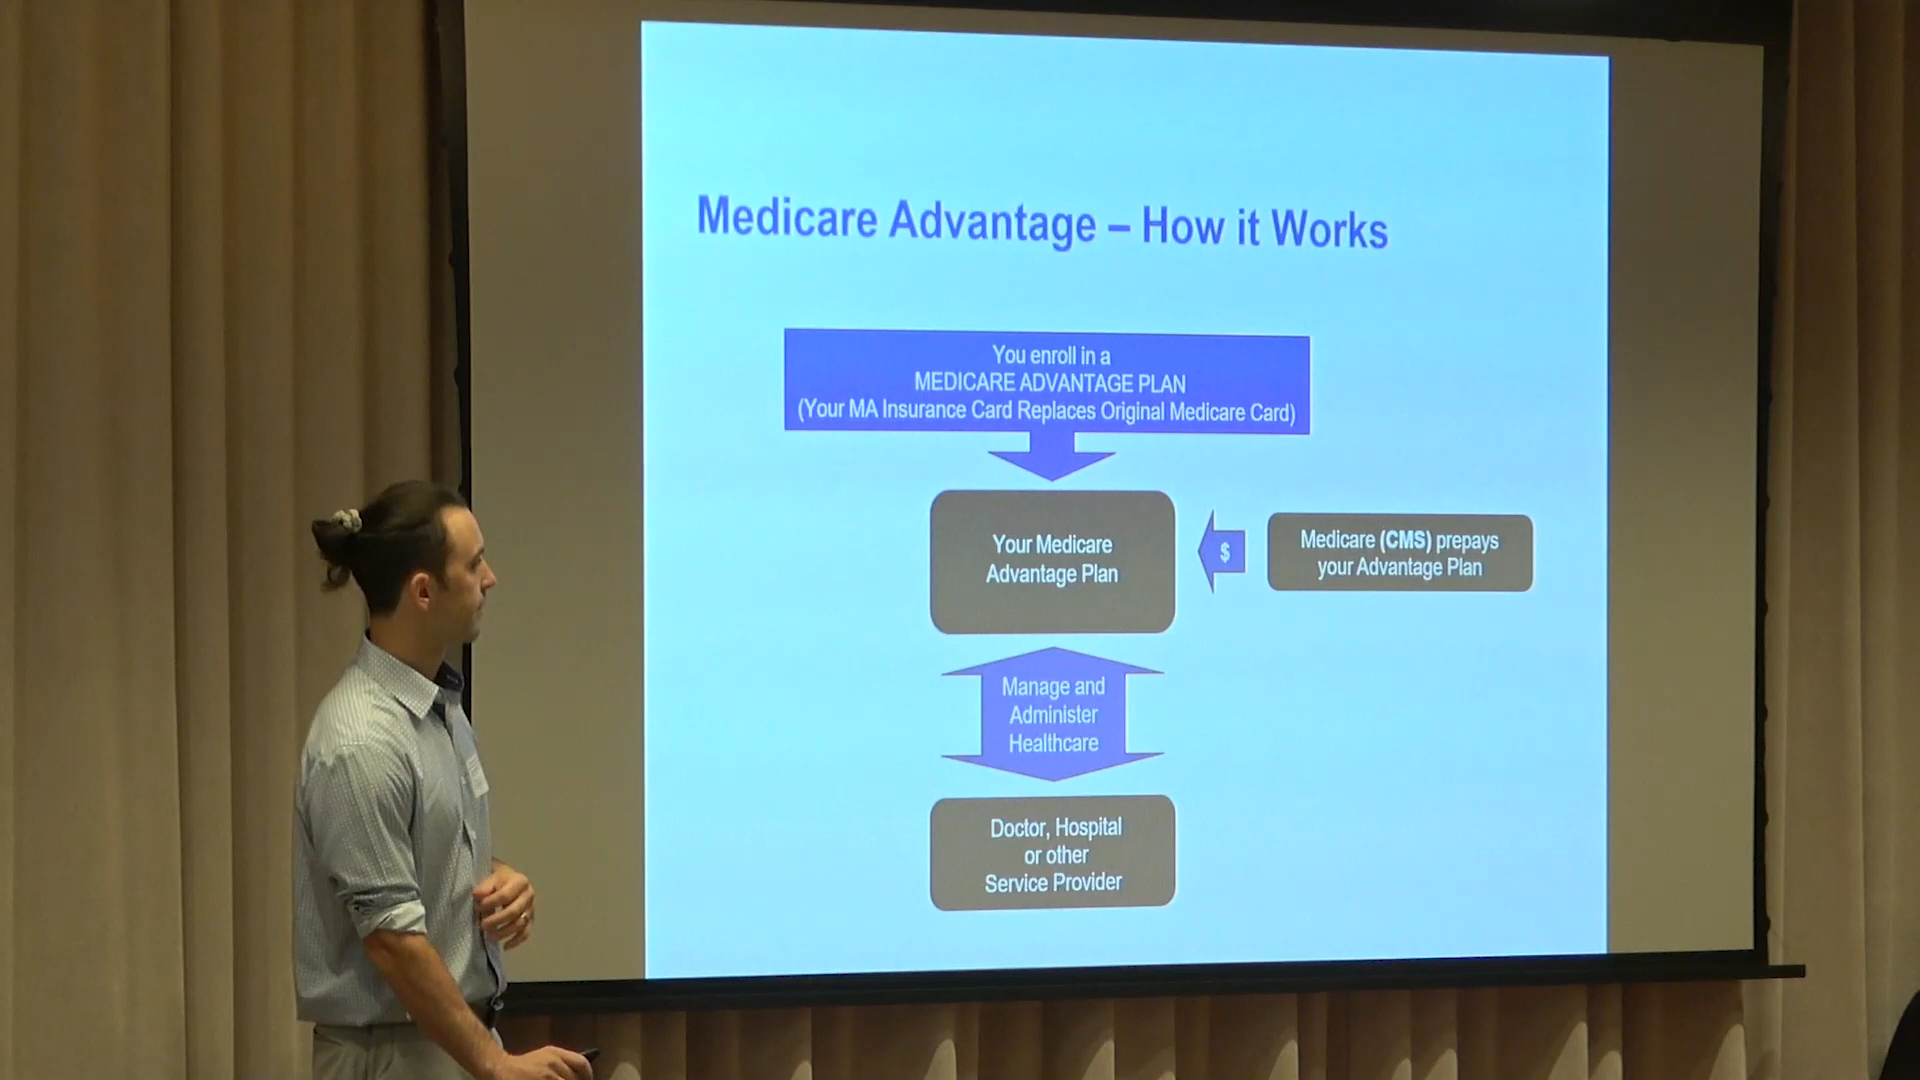 Medicare Advantage – How it Works
You enroll in a
MEDICARE ADVANTAGE PLAN
(Your MA Insurance Card Replaces Original Medicare Card)
Your Medicare
Advantage Plan
$
Medicare (CMS) prepays
your Advantage Plan
Manage and
Administer
Healthcare
Doctor, Hospital
or other
Service Provider